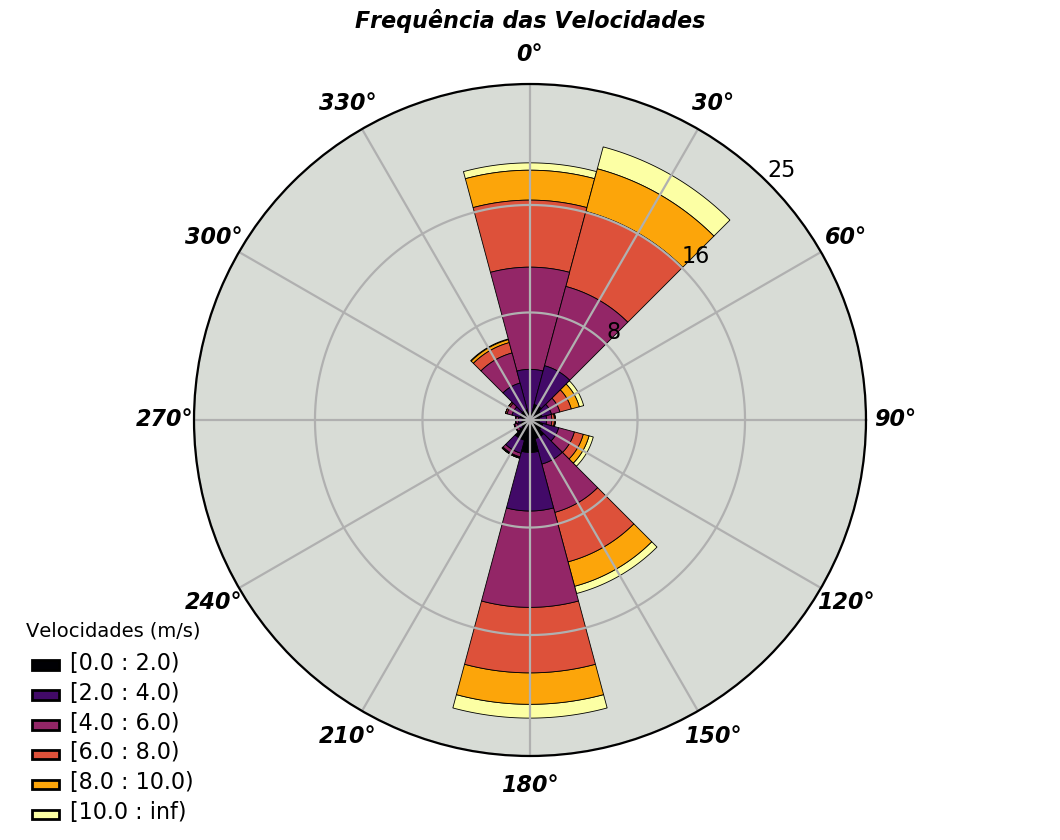 Frequência das Velocidades
0°
330°
30°
25
300°
60°
16
8
270°
90°
240°
120°
210°
150°
180°
Velocidades (m/s)
[0.0 : 2.0)
[2.0 : 4.0)
[4.0 : 6.0)
[6.0 : 8.0)
[8.0 : 10.0)
[10.0 : inf)